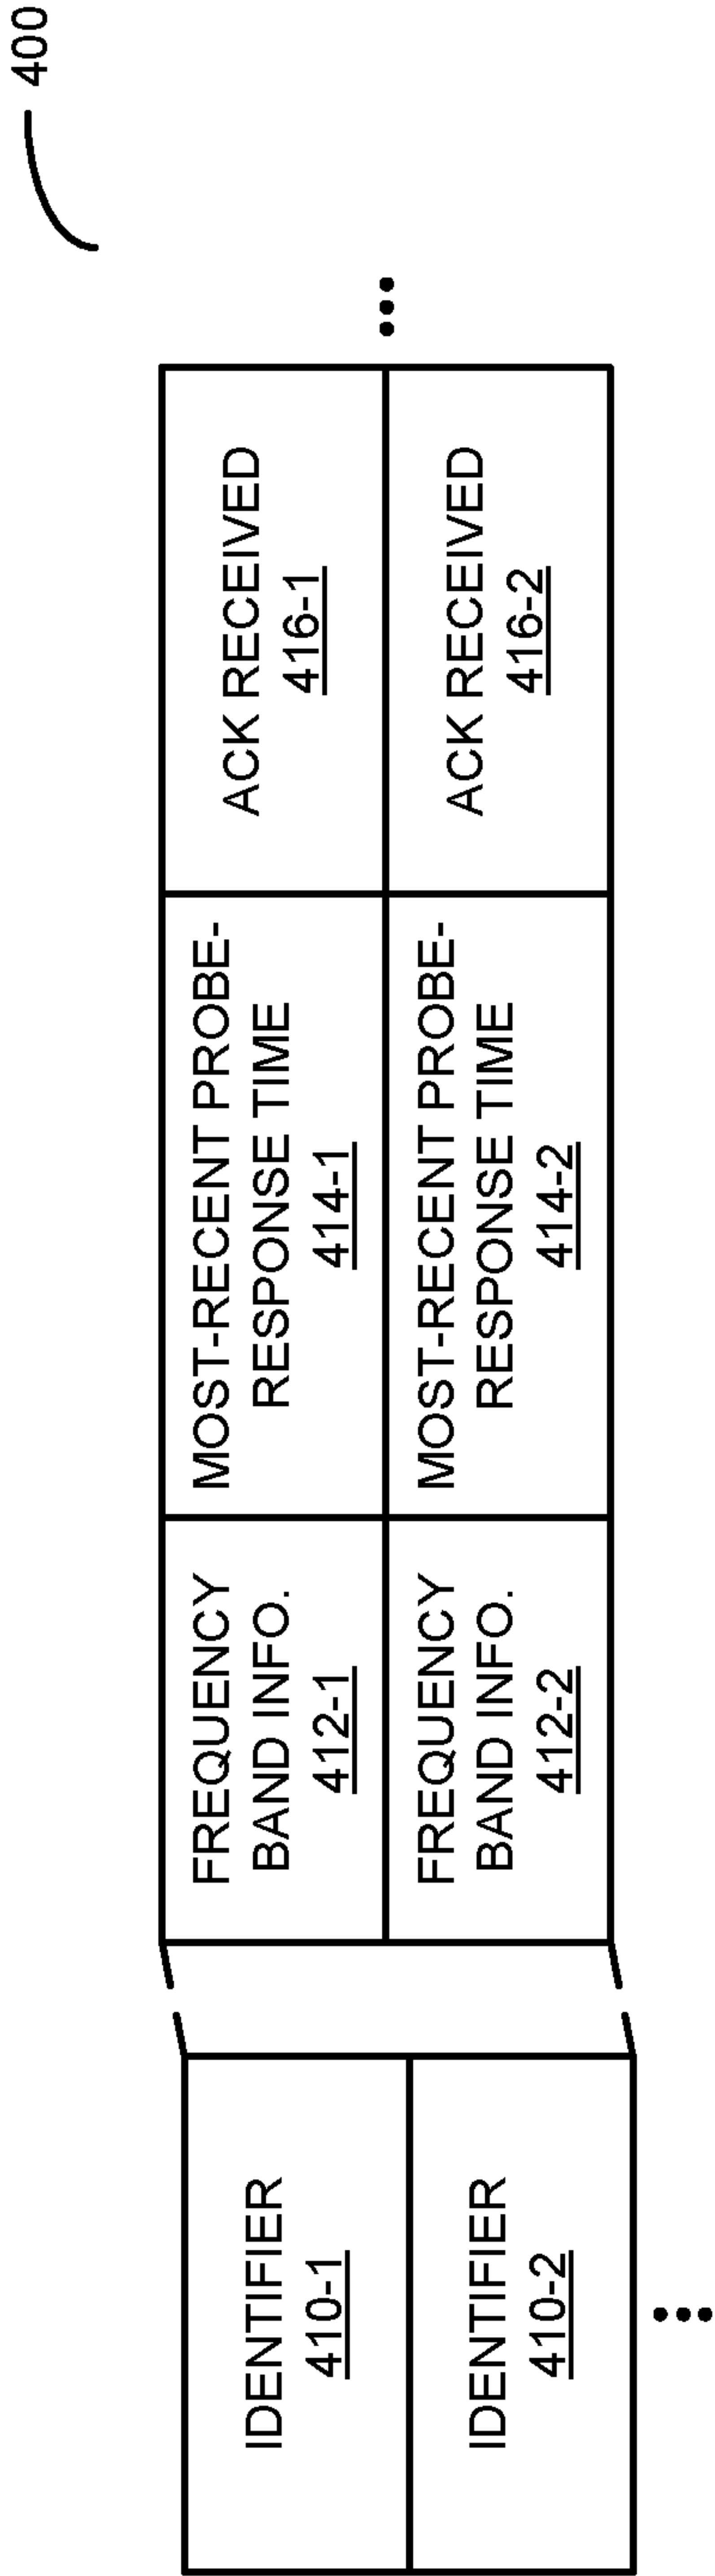 400
IDENTIFIER
410-1
FREQUENCY
BAND INFO.
412-1
MOST-RECENT PROBE-
RESPONSE TIME
414-1
ACK RECEIVED
416-1
IDENTIFIER
410-2
FREQUENCY
BAND INFO.
412-2
MOST-RECENT PROBE-
RESPONSE TIME
414-2
ACK RECEIVED
416-2